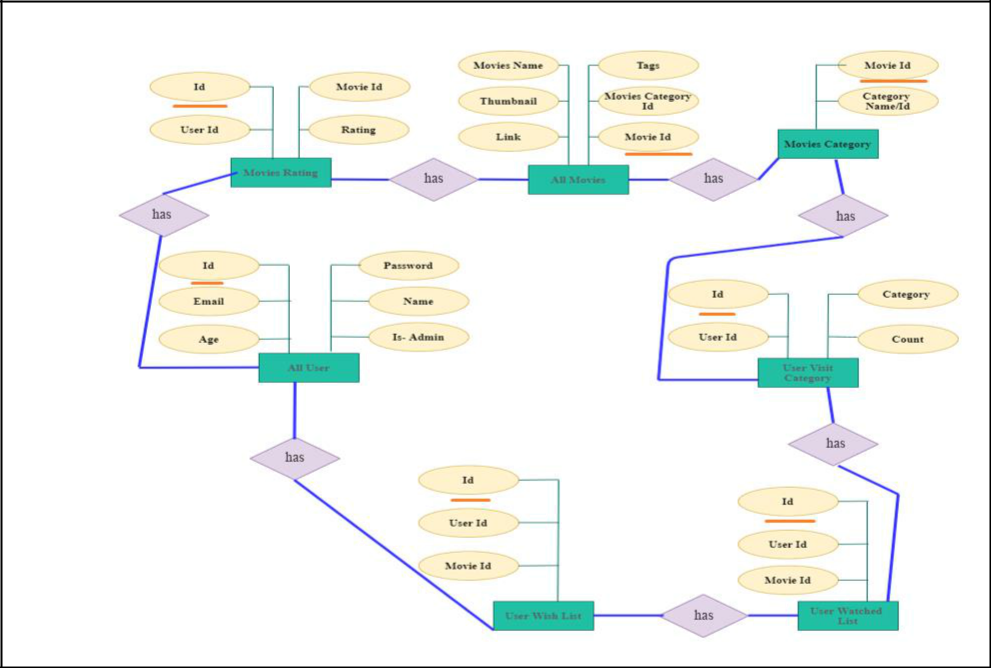 Movies Name
Tags
Id
Movie Id
Movie Id
Thumbnail
Movies Category
Id
Category
Name/Id
User Id
Rating
Link
Movie Id
Movies Category
Movies Rating
has
All Movies
has
has
has
Id
Password
Email
Name
Id
Category
Age
Is- Admin
User Id
Count
All User
User Visit
Category
has
has
Id
User Id
Movie Id
Id
User Id
Movie Id
User Wish List
has
User Watched
List